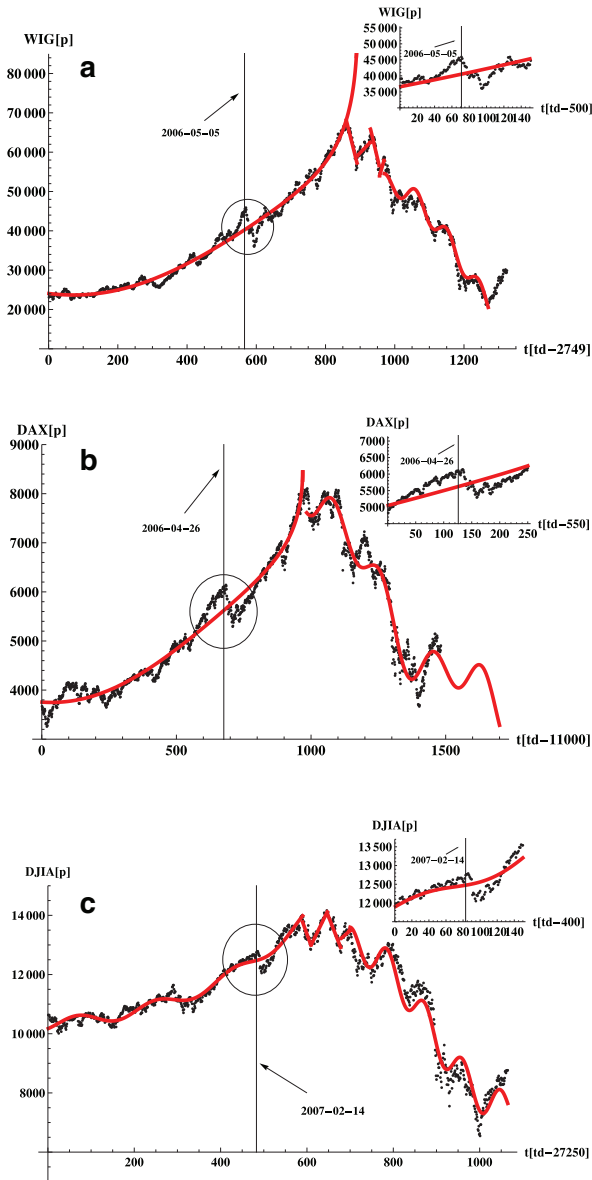 WIG[p]
a
80 000
70 000
60 000
50 000
40 000
30 000
20 000
0 200 400 600 800 1000 1200
t[td−2749]
2006−05−05
WIG[p]
55 000
50 000
45 000
40 000
35 000
20 40 60 80 100 120 140
t[td−500]
2006−05−05
DAX[p]
b
9000
8000
7000
6000
5000
4000
0 500 1000 1500
t[td−11000]
2006−04−26
DAX[p]
7000
6500
6000
5500
5000
50 100 150 200 250
t[td−550]
2006−04−26
DJIA[p]
c
14 000
12 000
10 000
8000
0 200 400 600 800 1000
t[td−27250]
2007−02−14
DJIA[p]
13 500
13 000
12 500
12 000
0 20 40 60 80 100 120 140
t[td−400]
2007−02−14